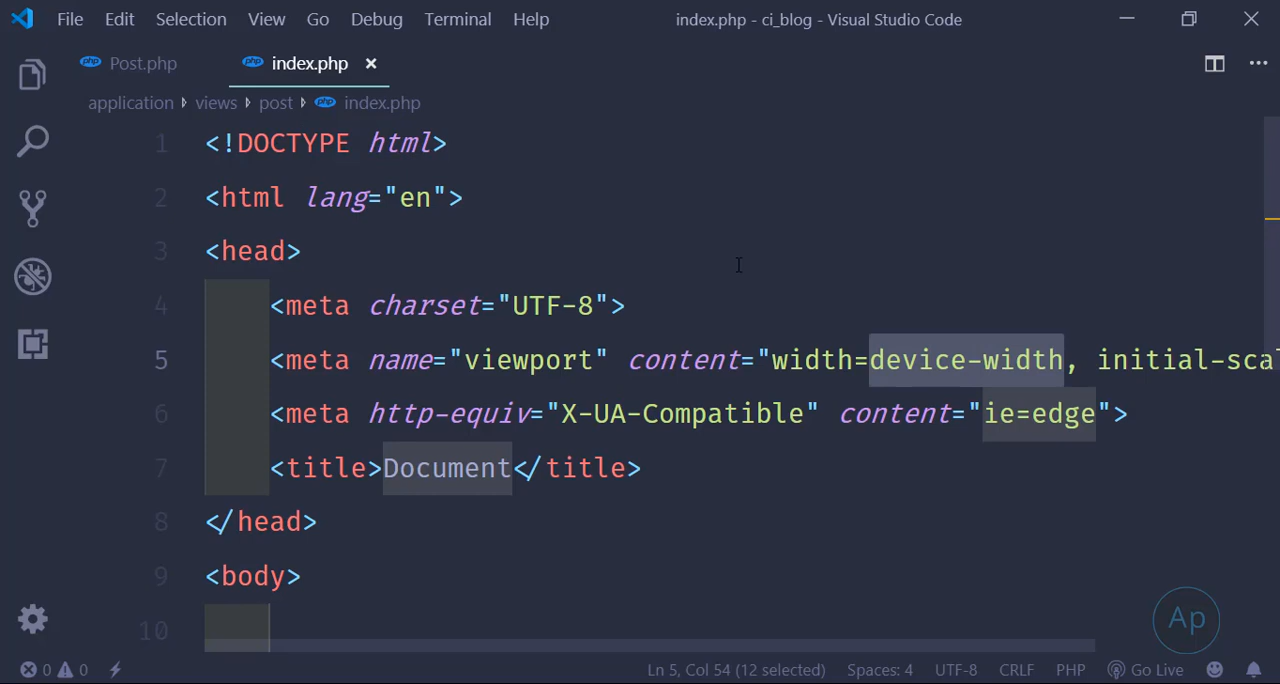 File Edit Selection View Go Debug Terminal Help index.php - ci_blog - Visual Studio Code
php Post.php php index.php
application views post php index.php
1 <!DOCTYPE html>
2 <html lang="en">
3 <head>
4 <meta charset="UTF-8">
5 <meta name="viewport" content="width=device-width, initial-scal
6 <meta http-equiv="X-UA-Compatible" content="ie=edge">
7 <title>Document</title>
8 </head>
9 <body>
10
Ap
0 0 Ln 5, Col 54 (12 selected) Spaces: 4 UTF-8 CRLF PHP Go Live